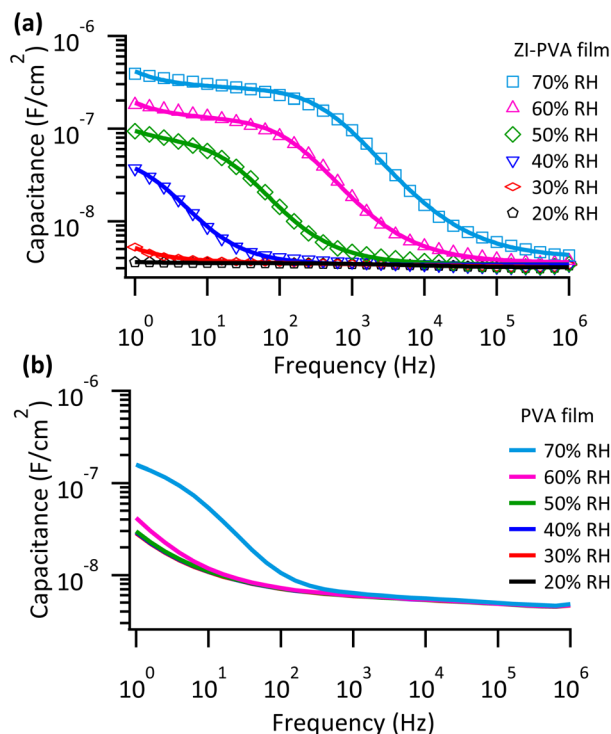 (a)
10^-6
10^-7
10^-8
Capacitance (F/cm^2)
ZI-PVA film
70% RH
60% RH
50% RH
40% RH
30% RH
20% RH
10^0 10^1 10^2 10^3 10^4 10^5 10^6
Frequency (Hz)
(b)
10^-6
10^-7
10^-8
Capacitance (F/cm^2)
PVA film
70% RH
60% RH
50% RH
40% RH
30% RH
20% RH
10^0 10^1 10^2 10^3 10^4 10^5 10^6
Frequency (Hz)